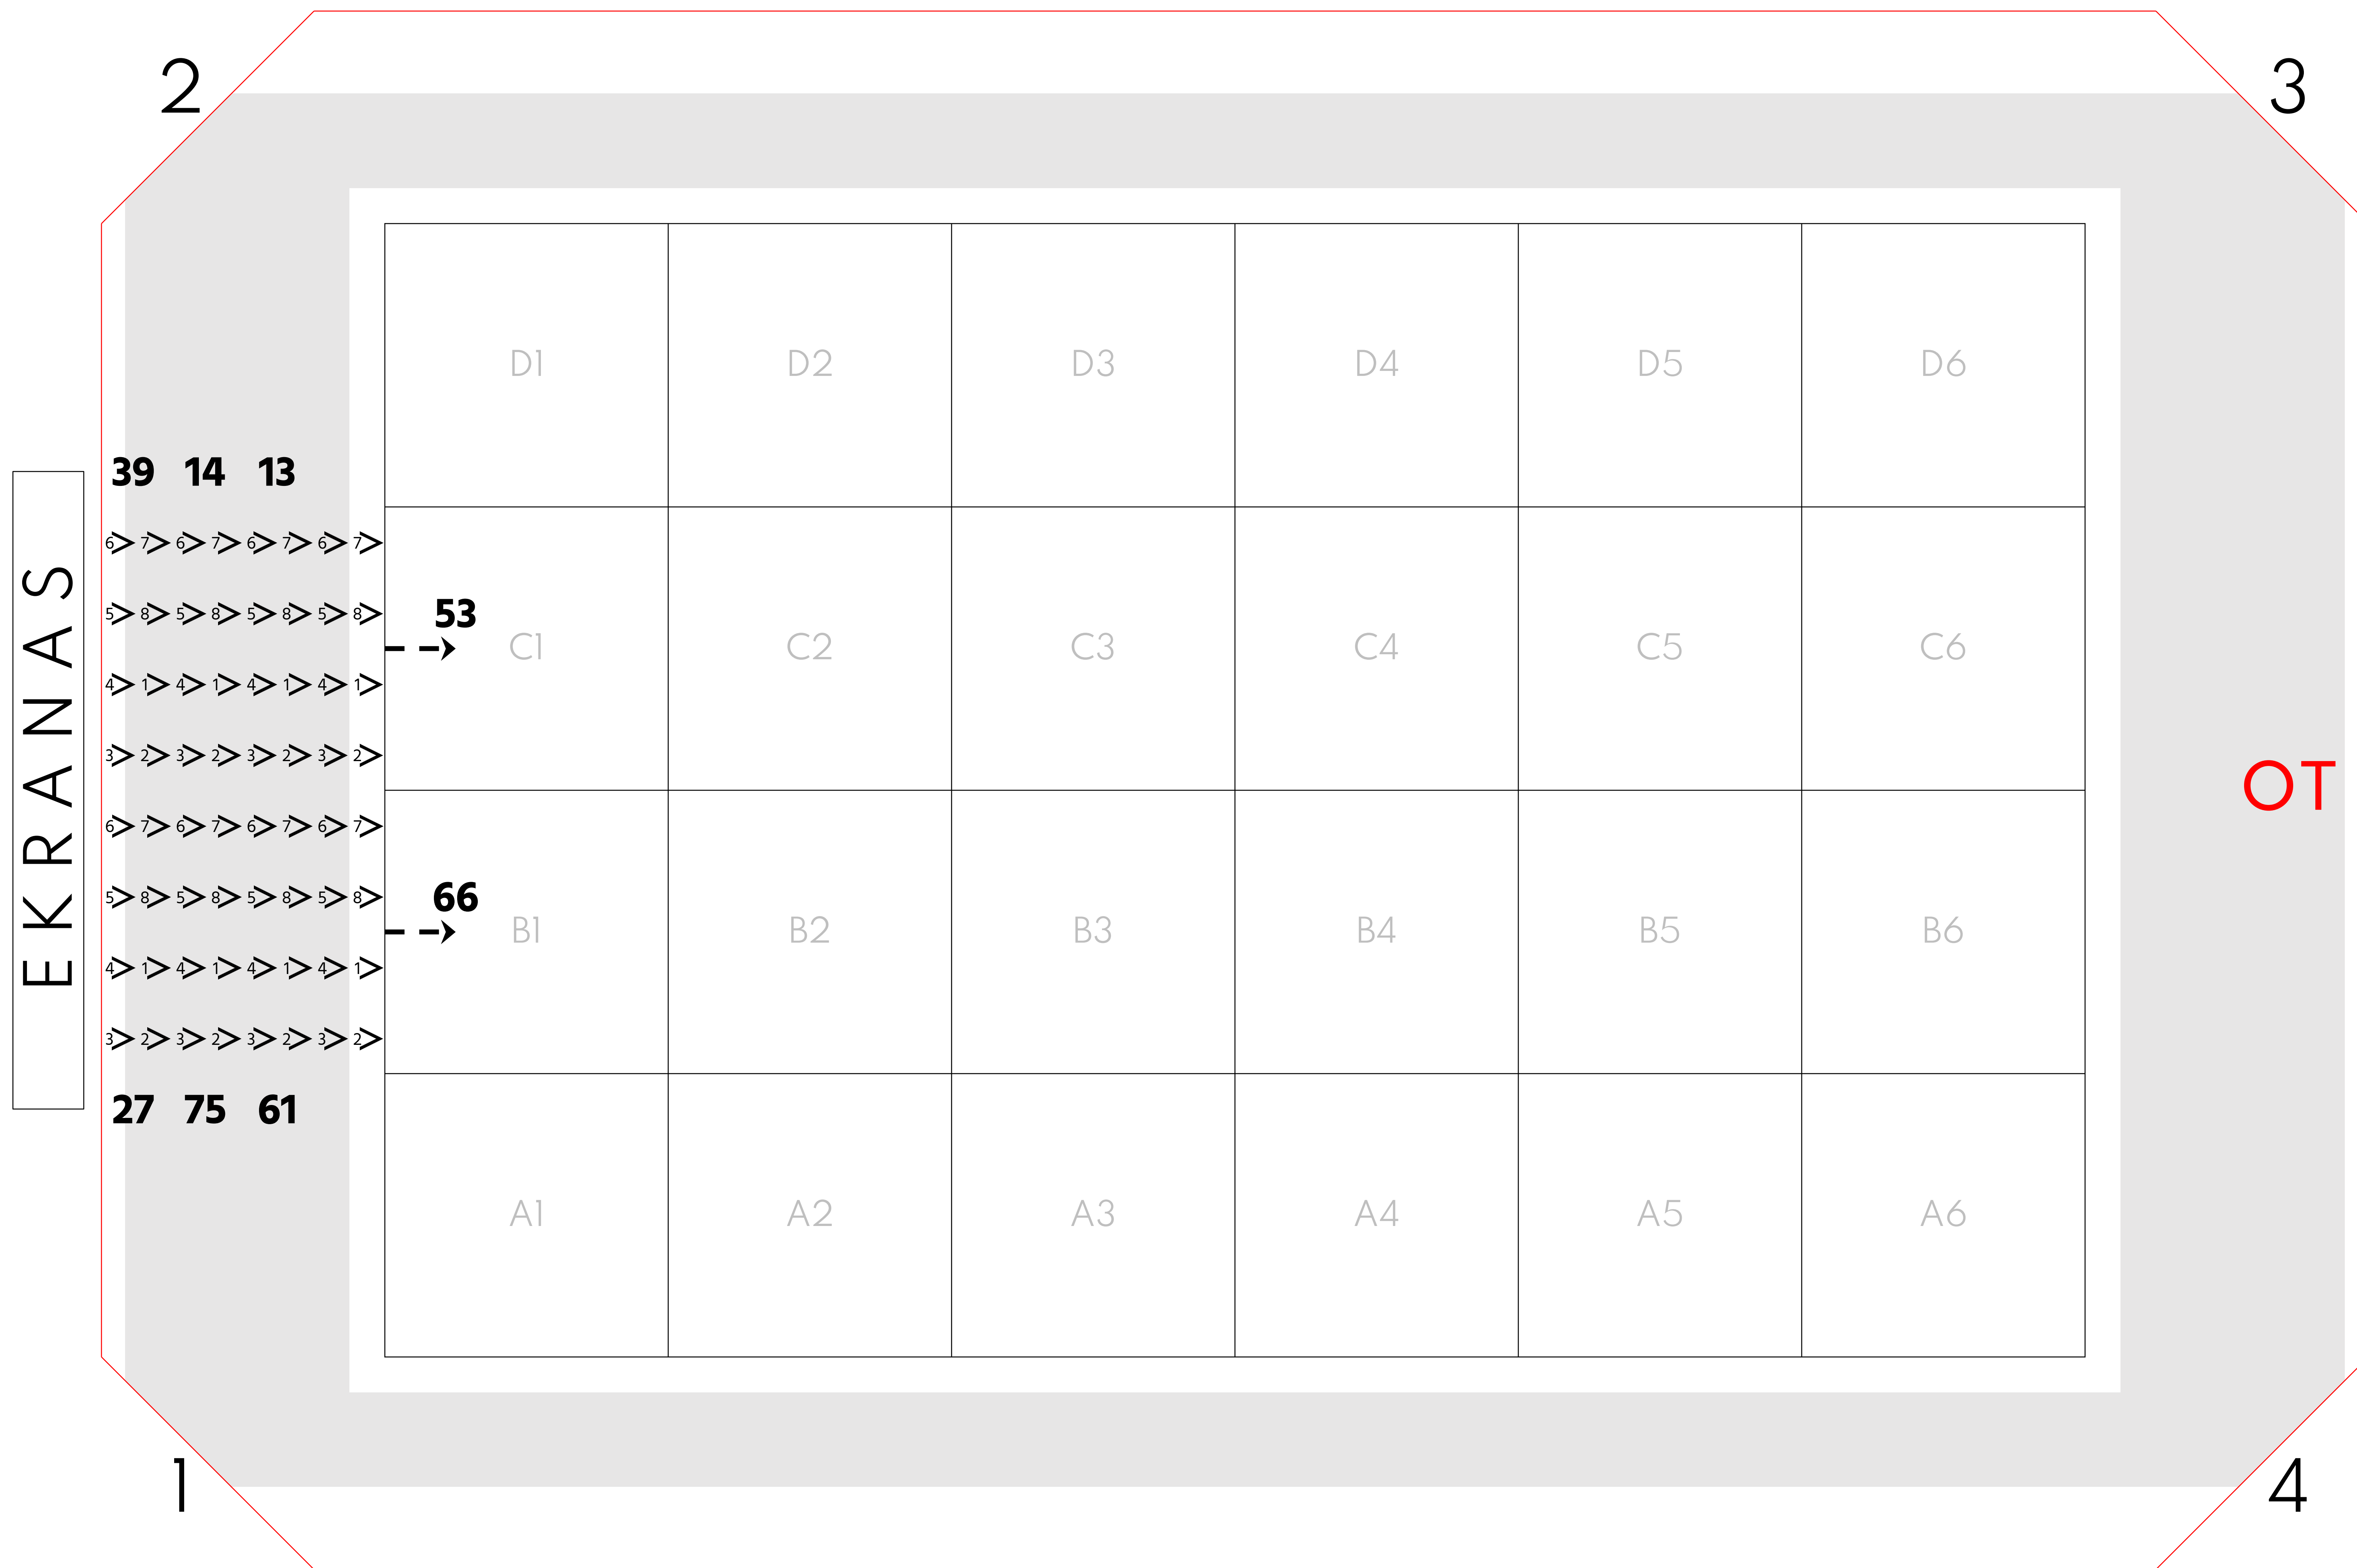 2 3
D1 D2 D3 D4 D5 D6
39 14 13
6 7 6 7 6 7 6 7
5 8 5 8 5 8 5 8
53
C1 C2 C3 C4 C5 C6
4 1 4 1 4 1 4 1
3 2 3 2 3 2 3 2
EKRANAS
OT
6 7 6 7 6 7 6 7
5 8 5 8 5 8 5 8
66
B1 B2 B3 B4 B5 B6
4 1 4 1 4 1 4 1
3 2 3 2 3 2 3 2
27 75 61
A1 A2 A3 A4 A5 A6
1 4